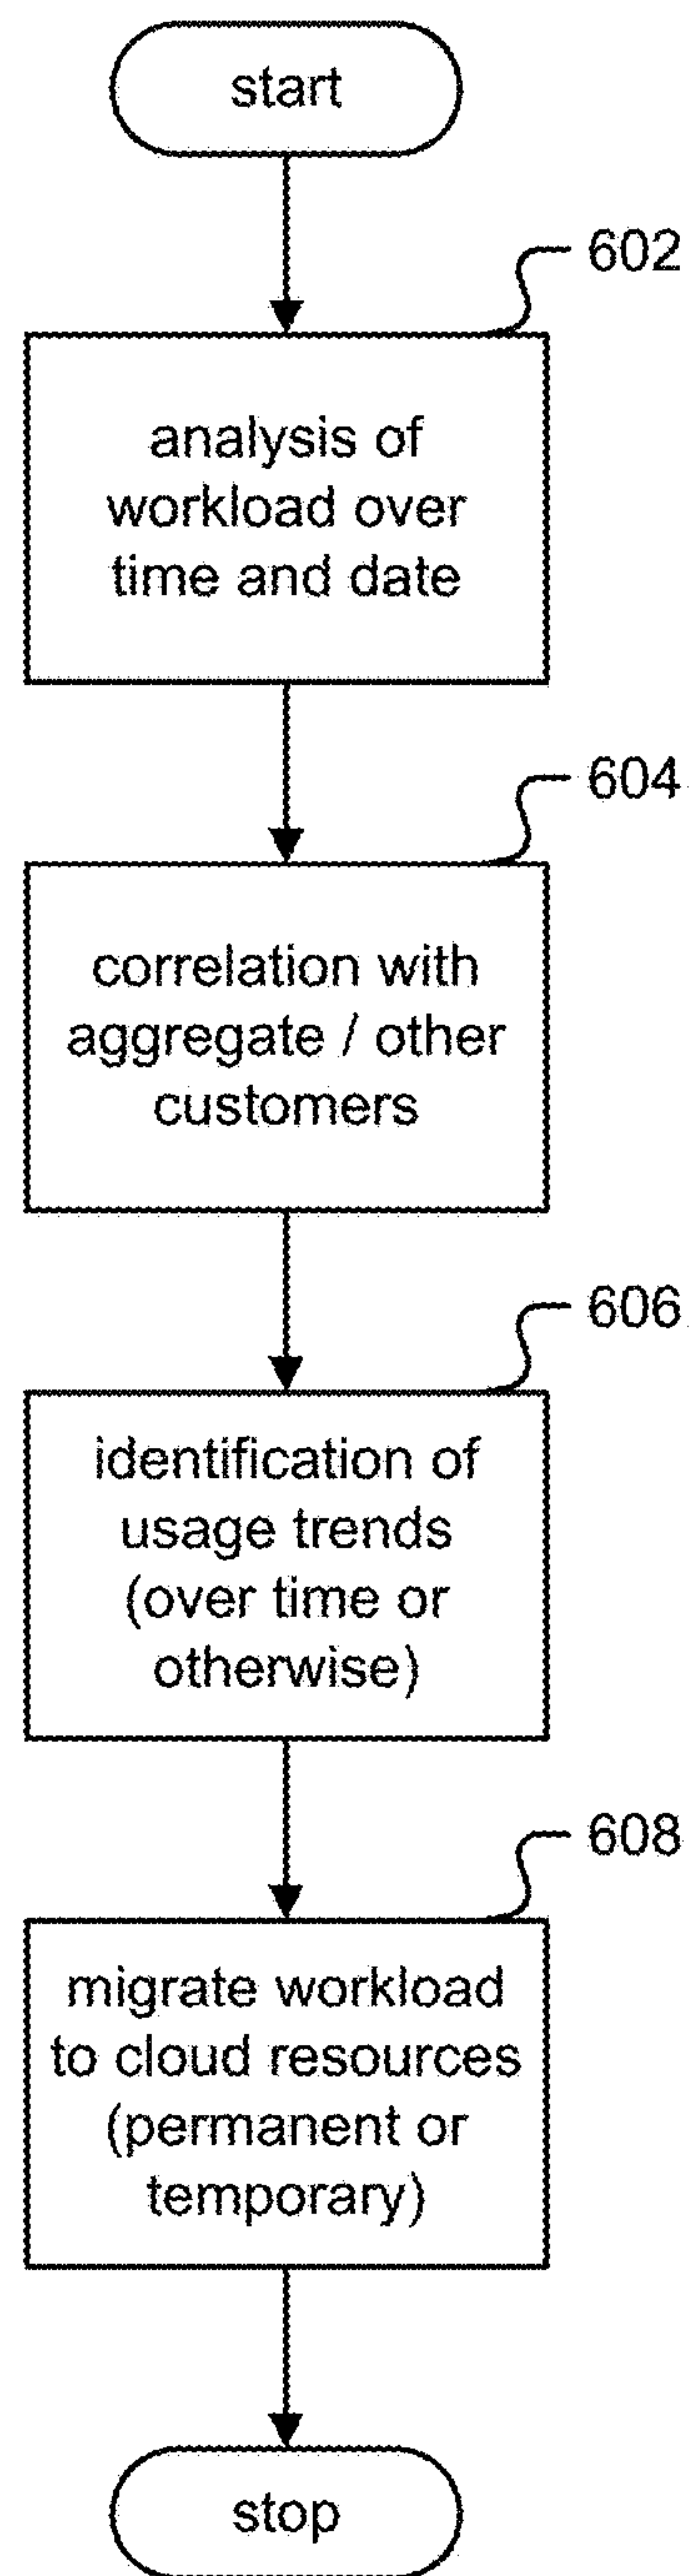 start
602
analysis of
workload over
time and date
604
correlation with
aggregate / other
customers
606
identification of
usage trends
(over time or
otherwise)
608
migrate workload
to cloud resources
(permanent or
temporary)
stop